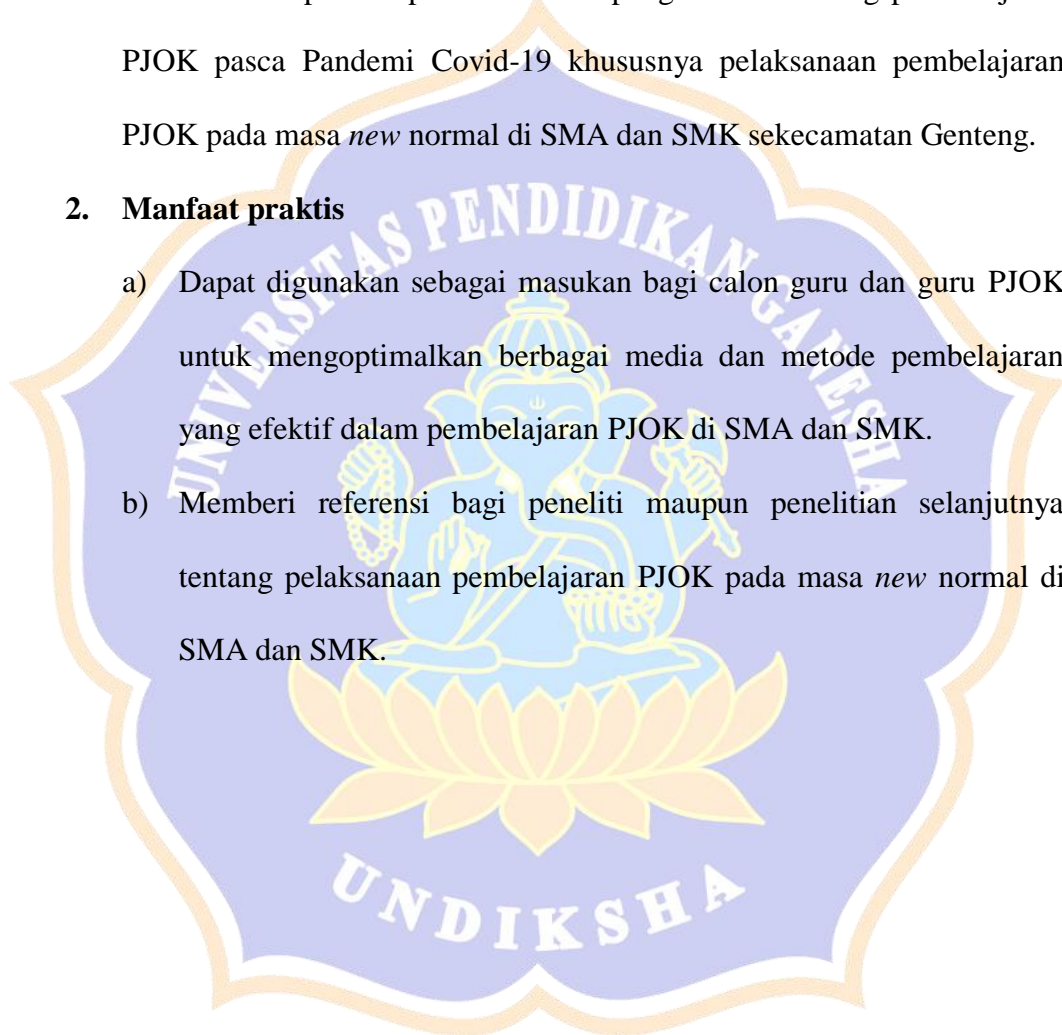 PJOK pasca Pandemi Covid-19 khususnya pelaksanaan pembelajaran
PJOK pada masa new normal di SMA dan SMK sekecamatan Genteng.
2. Manfaat praktis
UNIVERSITAS PENDIDIKAN GANESHA
a) Dapat digunakan sebagai masukan bagi calon guru dan guru PJOK
untuk mengoptimalkan berbagai media dan metode pembelajaran
yang efektif dalam pembelajaran PJOK di SMA dan SMK.
b) Memberi referensi bagi peneliti maupun penelitian selanjutnya
tentang pelaksanaan pembelajaran PJOK pada masa new normal di
SMA dan SMK.
UNDIKSHA